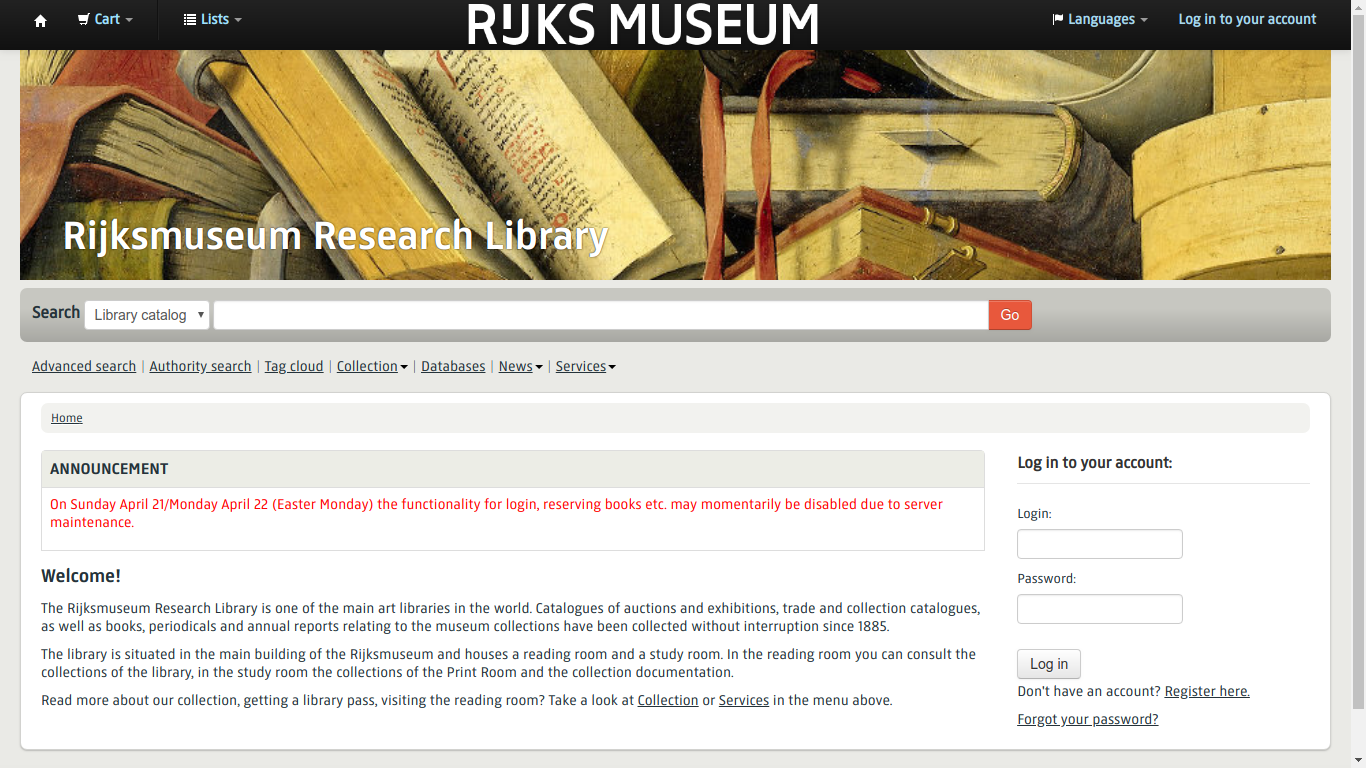 Cart
Lists
RIJKS MUSEUM
Languages
Log in to your account
Rijksmuseum Research Library
Search
Library catalog
Go
Advanced search | Authority search | Tag cloud | Collection | Databases | News | Services
Home
ANNOUNCEMENT
On Sunday April 21/Monday April 22 (Easter Monday) the functionality for login, reserving books etc. may momentarily be disabled due to server
maintenance.
Welcome!
The Rijksmuseum Research Library is one of the main art libraries in the world. Catalogues of auctions and exhibitions, trade and collection catalogues,
as well as books, periodicals and annual reports relating to the museum collections have been collected without interruption since 1885.
The library is situated in the main building of the Rijksmuseum and houses a reading room and a study room. In the reading room you can consult the
collections of the library, in the study room the collections of the Print Room and the collection documentation.
Read more about our collection, getting a library pass, visiting the reading room? Take a look at Collection or Services in the menu above.
Log in to your account:
Login:
Password:
Log in
Don't have an account? Register here.
Forgot your password?